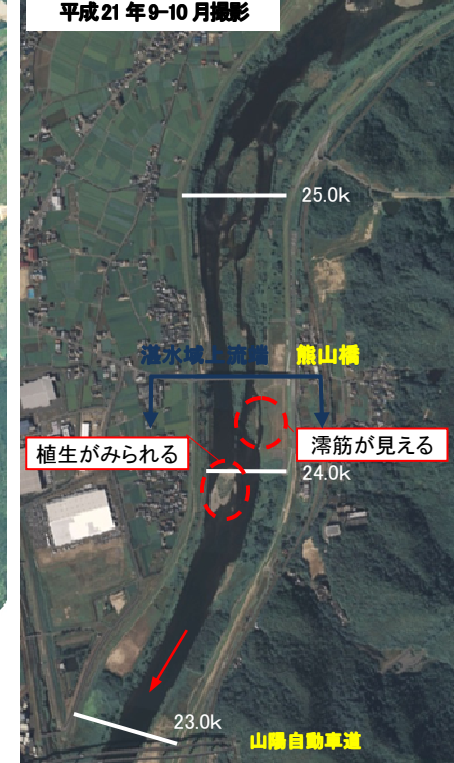 平成21年9-10月撮影
25.0k
湛水域上流端
熊山橋
植生がみられる
澪筋が見える
24.0k
23.0k
山陽自動車道